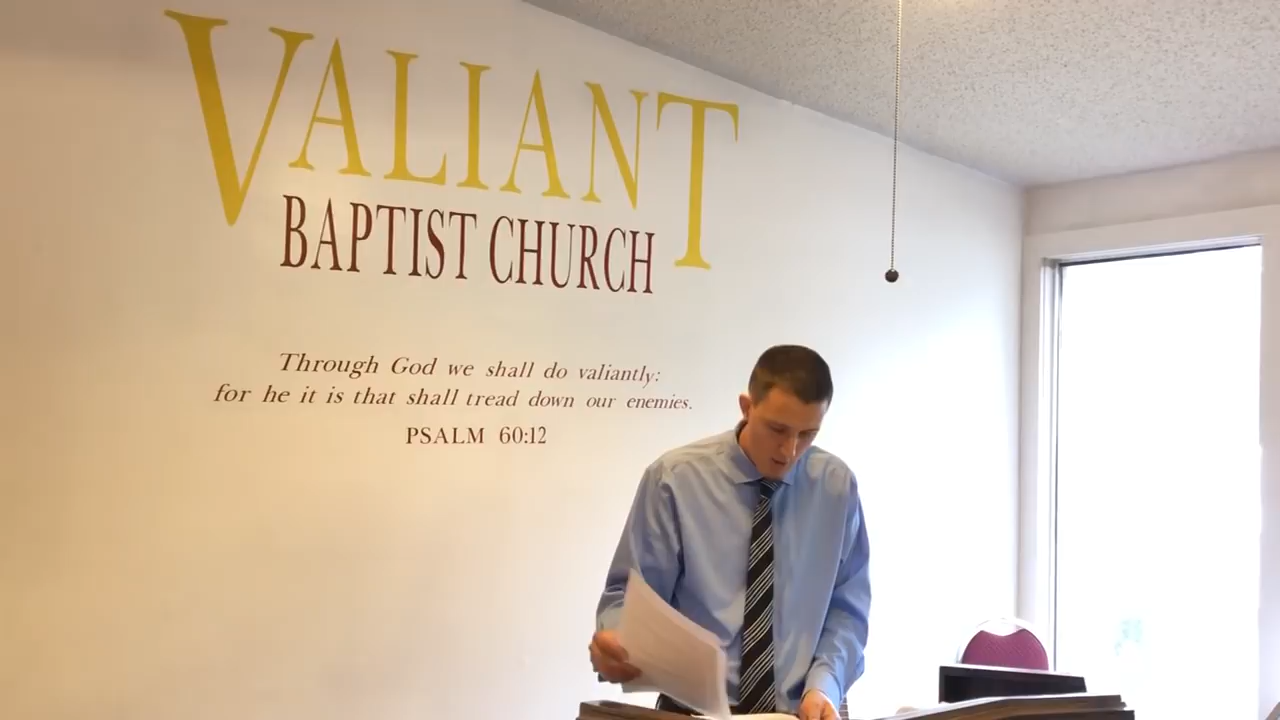 VALIANT
BAPTIST CHURCH
Through God we shall do valiantly:
for he it is that shall tread down our enemies.
PSALM 60:12